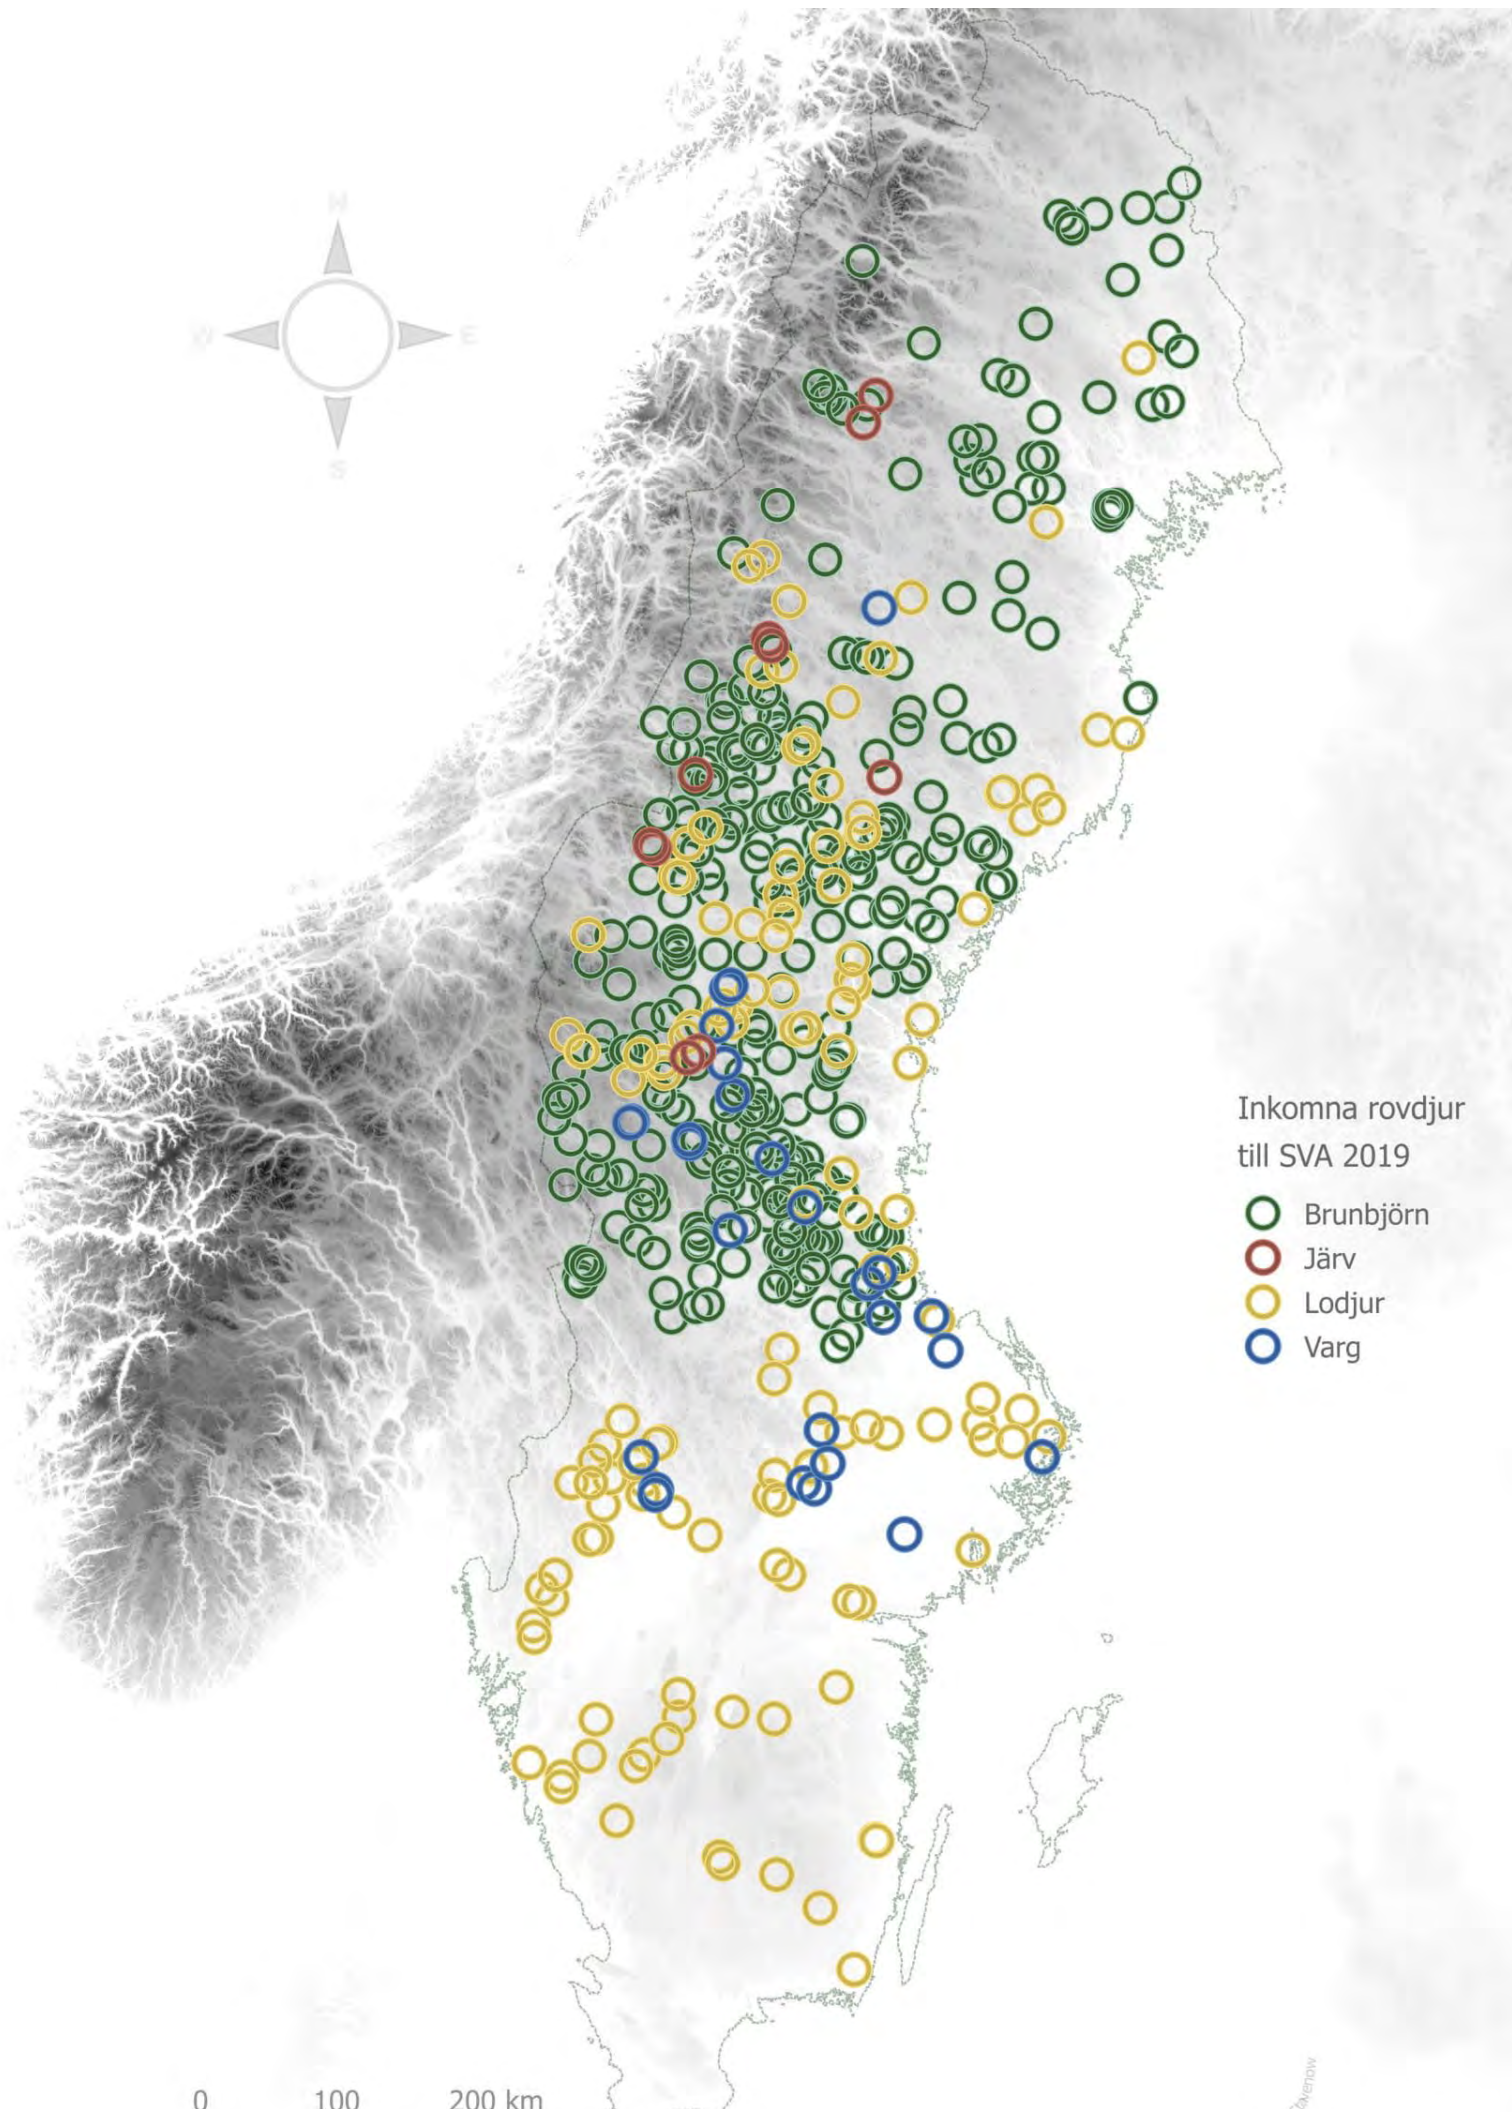 N
W
E
S
Inkomna rovdjur
till SVA 2019
Brunbjörn
Järv
Lodjur
Varg
0 100 200 km